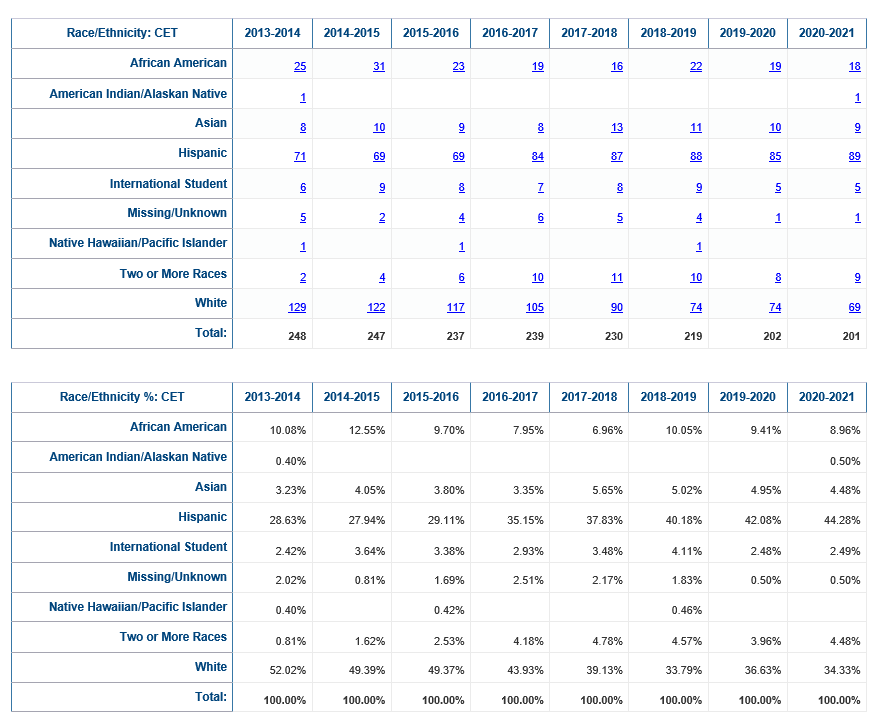 Race/Ethnicity: CET 2013-2014 2014-2015 2015-2016 2016-2017 2017-2018 2018-2019 2019-2020 2020-2021
African American 25 31 23 19 16 22 19 18
American Indian/Alaskan Native 1 1
Asian 8 10 9 8 13 11 10 9
Hispanic 71 69 69 84 87 88 85 89
International Student 6 9 8 7 8 9 5 5
Missing/Unknown 5 2 4 6 5 4 1 1
Native Hawaiian/Pacific Islander 1 1 1
Two or More Races 2 4 6 10 11 10 8 9
White 129 122 117 105 90 74 74 69
Total: 248 247 237 239 230 219 202 201
Race/Ethnicity %: CET 2013-2014 2014-2015 2015-2016 2016-2017 2017-2018 2018-2019 2019-2020 2020-2021
African American 10.08% 12.55% 9.70% 7.95% 6.96% 10.05% 9.41% 8.96%
American Indian/Alaskan Native 0.40% 0.50%
Asian 3.23% 4.05% 3.80% 3.35% 5.65% 5.02% 4.95% 4.48%
Hispanic 28.63% 27.94% 29.11% 35.15% 37.83% 40.18% 42.08% 44.28%
International Student 2.42% 3.64% 3.38% 2.93% 3.48% 4.11% 2.48% 2.49%
Missing/Unknown 2.02% 0.81% 1.69% 2.51% 2.17% 1.83% 0.50% 0.50%
Native Hawaiian/Pacific Islander 0.40% 0.42% 0.46%
Two or More Races 0.81% 1.62% 2.53% 4.18% 4.78% 4.57% 3.96% 4.48%
White 52.02% 49.39% 49.37% 43.93% 39.13% 33.79% 36.63% 34.33%
Total: 100.00% 100.00% 100.00% 100.00% 100.00% 100.00% 100.00% 100.00%